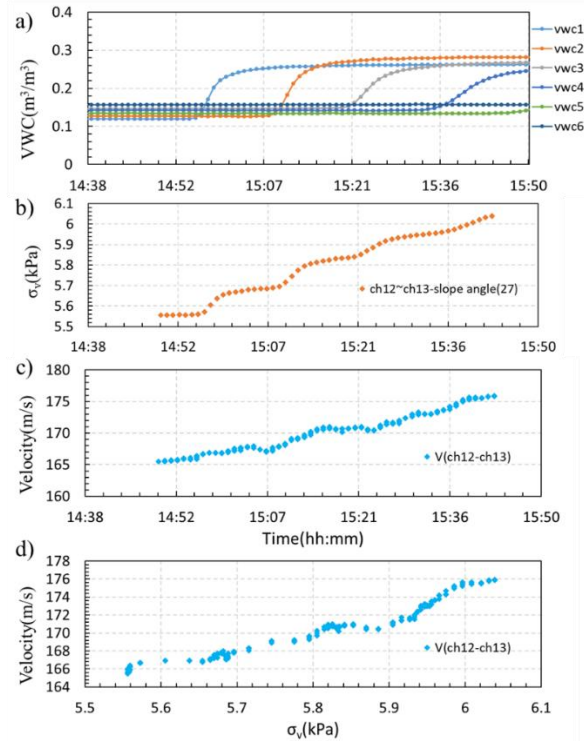 a)
VWC(m³/m³)
0.4
0.3
0.2
0.1
0
14:38 14:52 15:07 15:21 15:36 15:50
vwc1
vwc2
vwc3
vwc4
vwc5
vwc6
b)
σᵥ(kPa)
6.1
6
5.9
5.8
5.7
5.6
5.5
14:38 14:52 15:07 15:21 15:36 15:50
ch12~ch13-slope angle(27)
c)
Velocity(m/s)
180
175
170
165
160
14:38 14:52 15:07 15:21 15:36 15:50
Time(hh:mm)
V(ch12-ch13)
d)
Velocity(m/s)
178
176
174
172
170
168
166
164
5.5 5.6 5.7 5.8 5.9 6 6.1
σᵥ(kPa)
V(ch12-ch13)